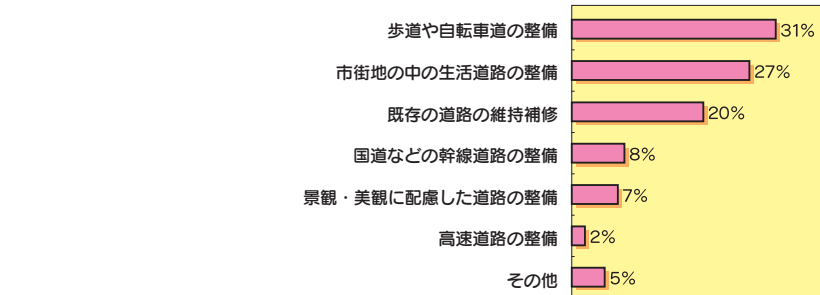 歩道や自転車道の整備 31%
市街地の中の生活道路の整備 27%
既存の道路の維持補修 20%
国道などの幹線道路の整備 8%
景観・美観に配慮した道路の整備 7%
高速道路の整備 2%
その他 5%